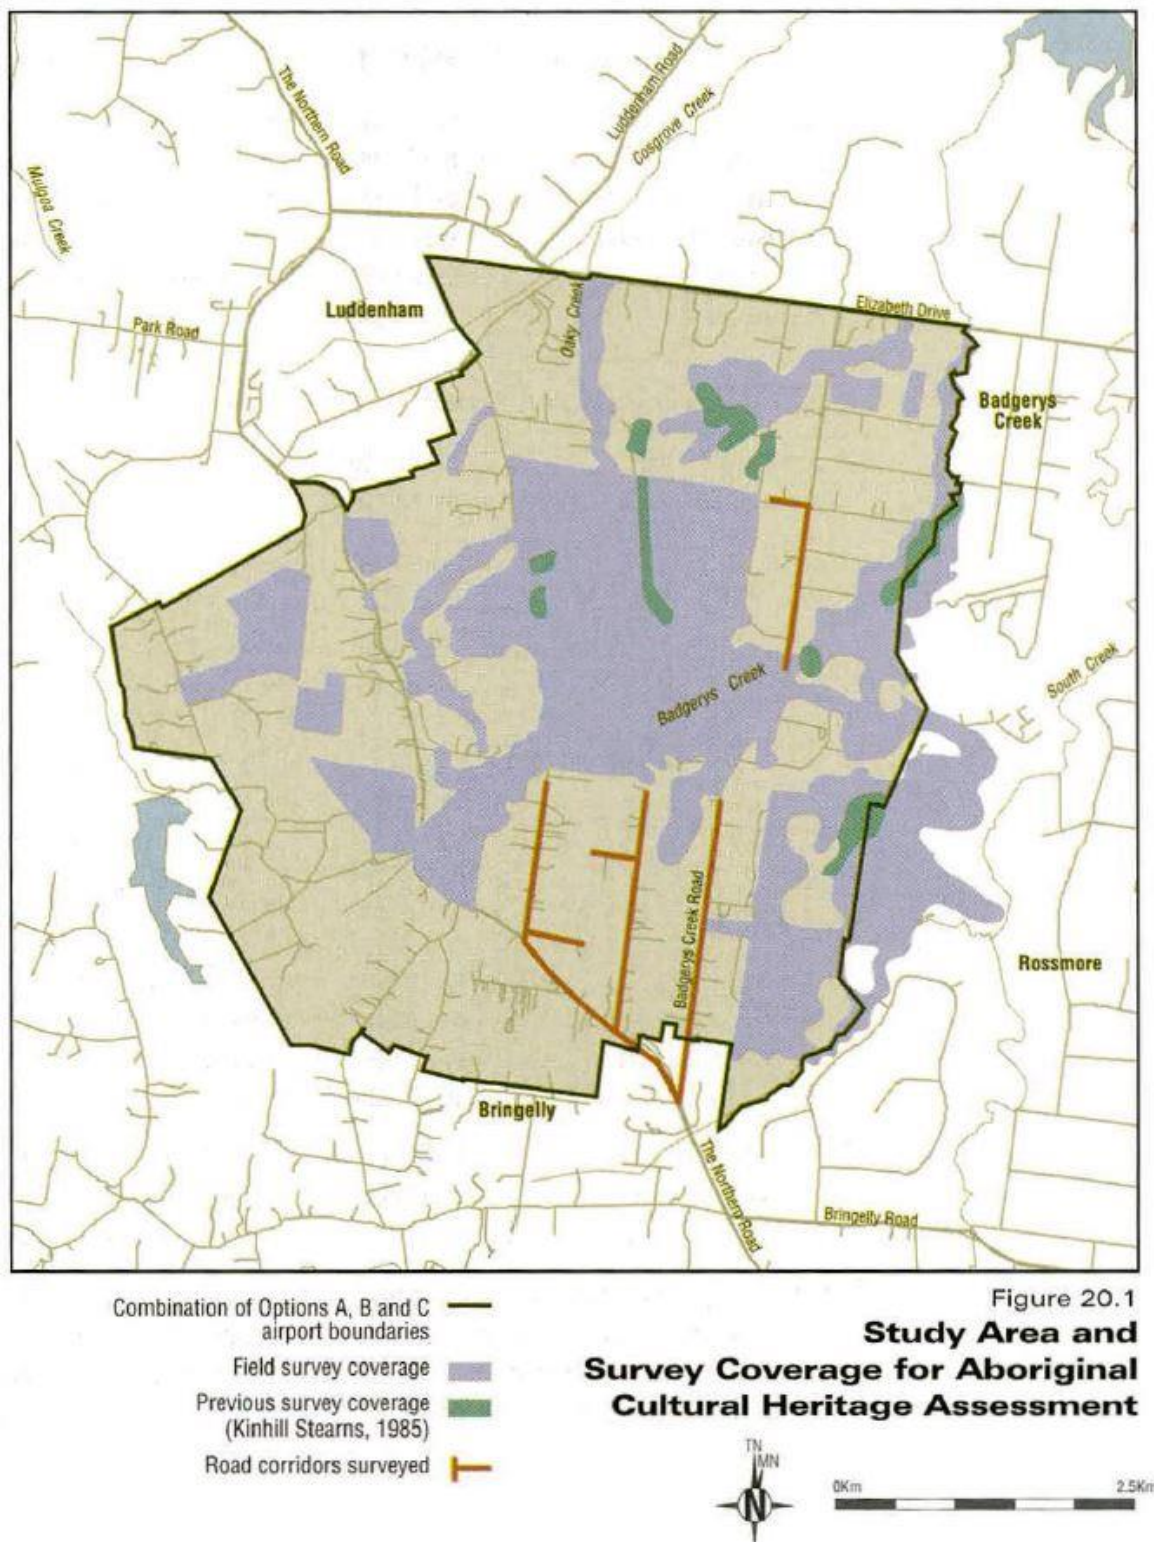 The Northern Road
Luddenham Road
Cosgrove Creek
Mulgoa Creek
Luddenham
Park Road
Oaky Creek
Elizabeth Drive
Badgerys
Creek
South Creek
Badgerys Creek
Badgerys Creek Road
Rossmore
Bringelly
The Northern Road
Bringelly Road
Combination of Options A, B and C
airport boundaries
Field survey coverage
Previous survey coverage
(Kinhill Stearns, 1985)
Road corridors surveyed
Figure 20.1
Study Area and
Survey Coverage for Aboriginal
Cultural Heritage Assessment
TN
MN
N
0Km
2.5Km